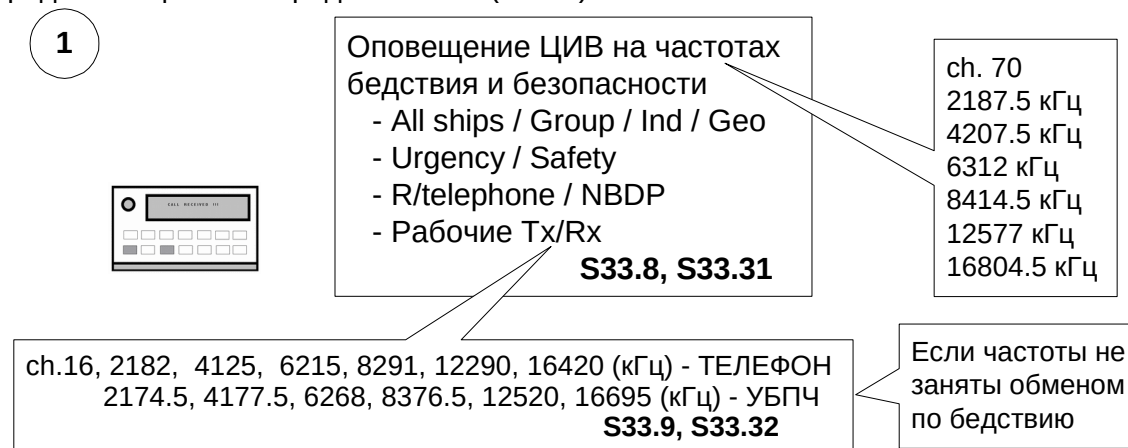 1
Оповещение ЦИВ на частотах
бедствия и безопасности
- All ships / Group / Ind / Geo
- Urgency / Safety
- R/telephone / NBDP
- Рабочие Tx/Rx
S33.8, S33.31
ch. 70
2187.5 кГц
4207.5 кГц
6312 кГц
8414.5 кГц
12577 кГц
16804.5 кГц
ch.16, 2182, 4125, 6215, 8291, 12290, 16420 (кГц) - ТЕЛЕФОН
2174.5, 4177.5, 6268, 8376.5, 12520, 16695 (кГц) - УБПЧ
S33.9, S33.32
Если частоты не
заняты обменом
по бедствию